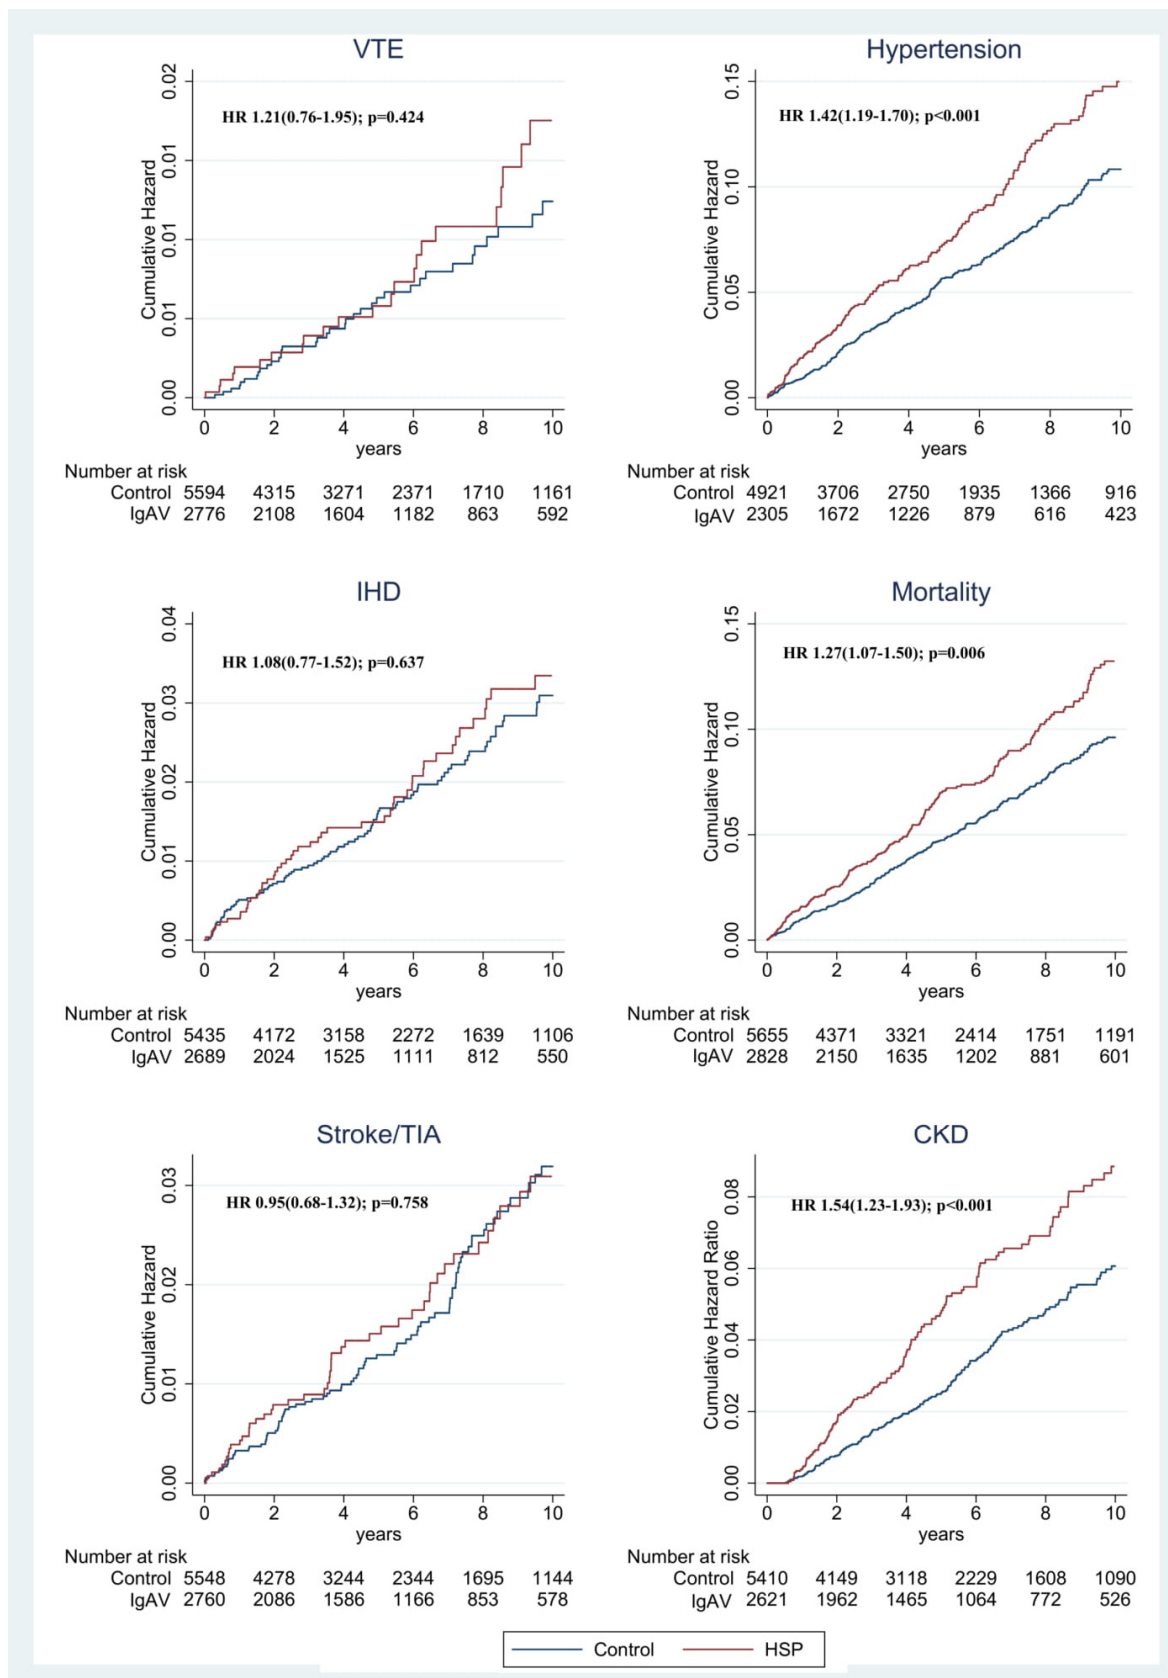 VTE
HR 1.21(0.76-1.95); p=0.424
Cumulative Hazard
0.02
0.01
0.01
0.01
0.00
0 2 4 6 8 10
years
Number at risk
Control 5594 4315 3271 2371 1710 1161
IgAV 2776 2108 1604 1182 863 592
Hypertension
HR 1.42(1.19-1.70); p<0.001
Cumulative Hazard
0.15
0.10
0.05
0.00
0 2 4 6 8 10
years
Number at risk
Control 4921 3706 2750 1935 1366 916
IgAV 2305 1672 1226 879 616 423
IHD
HR 1.08(0.77-1.52); p=0.637
Cumulative Hazard
0.04
0.03
0.02
0.01
0.00
0 2 4 6 8 10
years
Number at risk
Control 5435 4172 3158 2272 1639 1106
IgAV 2689 2024 1525 1111 812 550
Mortality
HR 1.27(1.07-1.50); p=0.006
Cumulative Hazard
0.15
0.10
0.05
0.00
0 2 4 6 8 10
years
Number at risk
Control 5655 4371 3321 2414 1751 1191
IgAV 2828 2150 1635 1202 881 601
Stroke/TIA
HR 0.95(0.68-1.32); p=0.758
Cumulative Hazard
0.03
0.02
0.01
0.00
0 2 4 6 8 10
years
Number at risk
Control 5548 4278 3244 2344 1695 1144
IgAV 2760 2086 1586 1166 853 578
CKD
HR 1.54(1.23-1.93); p<0.001
Cumulative Hazard Ratio
0.08
0.06
0.04
0.02
0.00
0 2 4 6 8 10
years
Number at risk
Control 5410 4149 3118 2229 1608 1090
IgAV 2621 1962 1465 1064 772 526
Control HSP